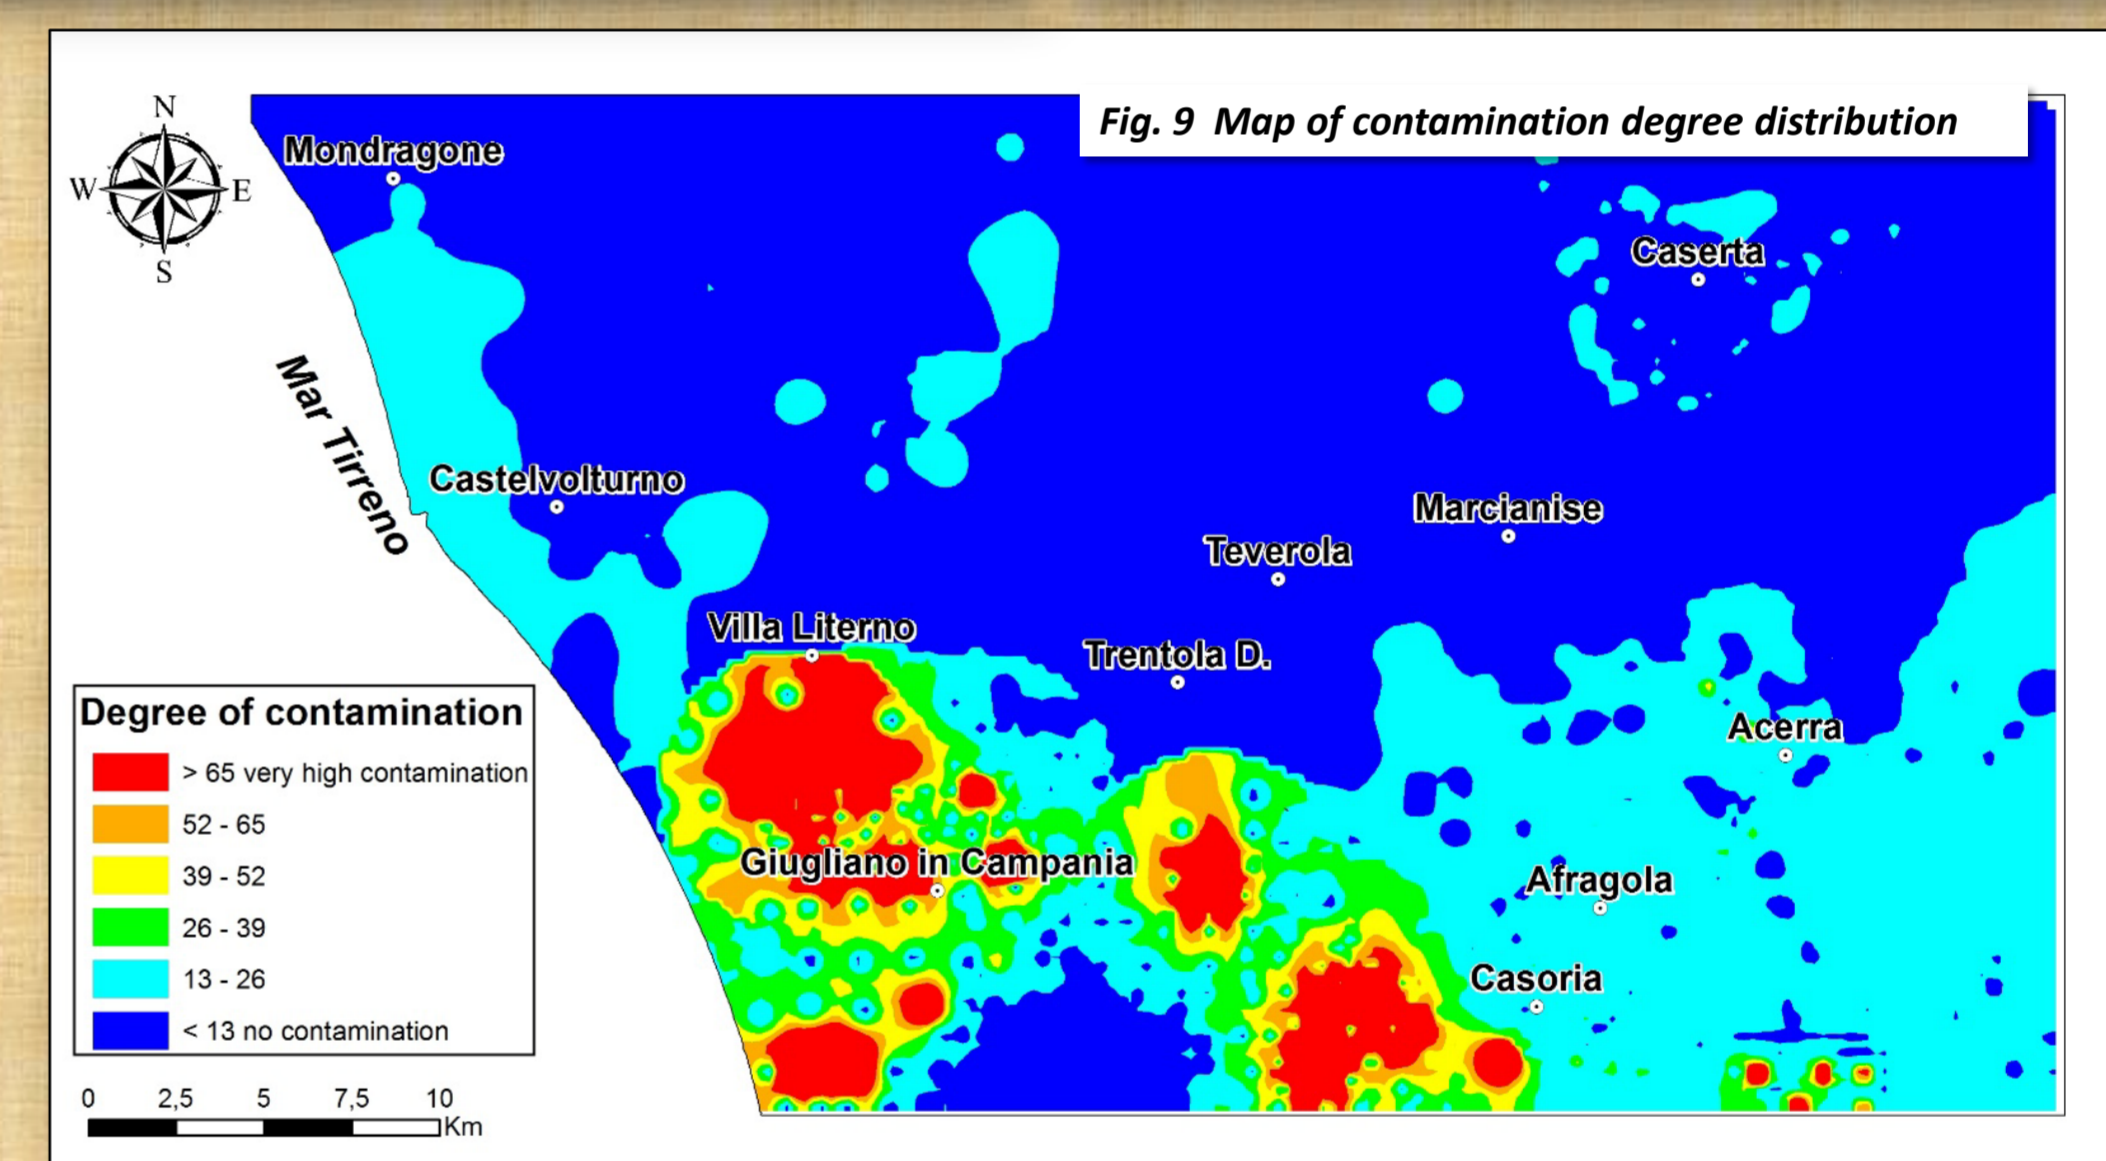 Fig. 9 Map of contamination degree distribution
N
W
E
S
Mondragone
Caserta
Mar Tirreno
Castelvolturno
Marcianise
Teverola
Villa Literno
Trentola D.
Acerra
Giugliano in Campania
Afragola
Casoria
Degree of contamination
> 65 very high contamination
52 - 65
39 - 52
26 - 39
13 - 26
< 13 no contamination
0 2,5 5 7,5 10
Km